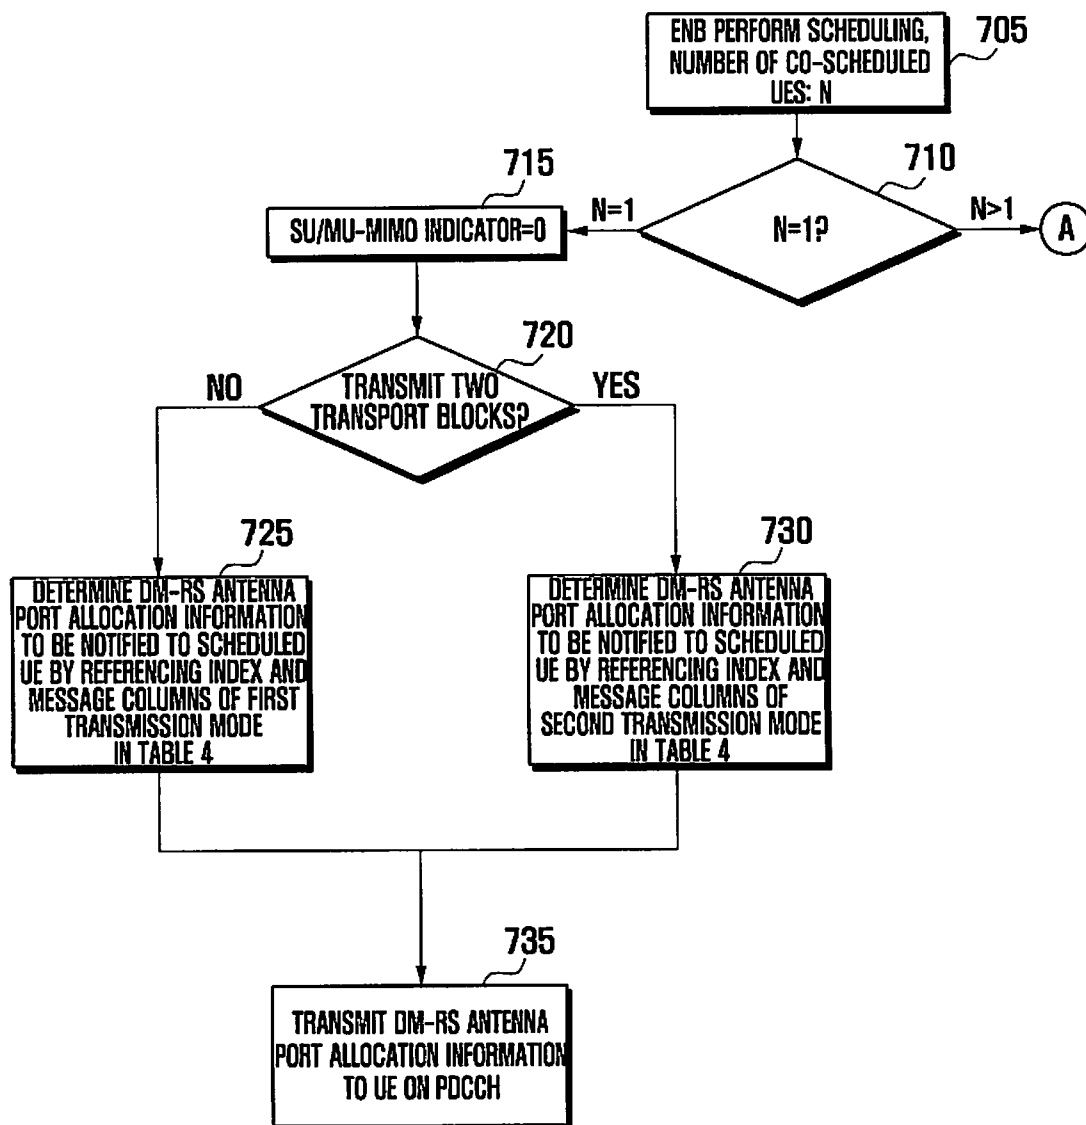 ENB PERFORM SCHEDULING,
NUMBER OF CO-SCHEDULED
UES: N
705
710
N=1?
N=1
N>1
A
715
SU/MU-MIMO INDICATOR=0
720
TRANSMIT TWO
TRANSPORT BLOCKS?
NO
YES
725
DETERMINE DM-RS ANTENNA
PORT ALLOCATION INFORMATION
TO BE NOTIFIED TO SCHEDULED
UE BY REFERENCING INDEX AND
MESSAGE COLUMNS OF FIRST
TRANSMISSION MODE
IN TABLE 4
730
DETERMINE DM-RS ANTENNA
PORT ALLOCATION INFORMATION
TO BE NOTIFIED TO SCHEDULED
UE BY REFERENCING INDEX AND
MESSAGE COLUMNS OF
SECOND TRANSMISSION MODE
IN TABLE 4
735
TRANSMIT DM-RS ANTENNA
PORT ALLOCATION INFORMATION
TO UE ON PDCCH